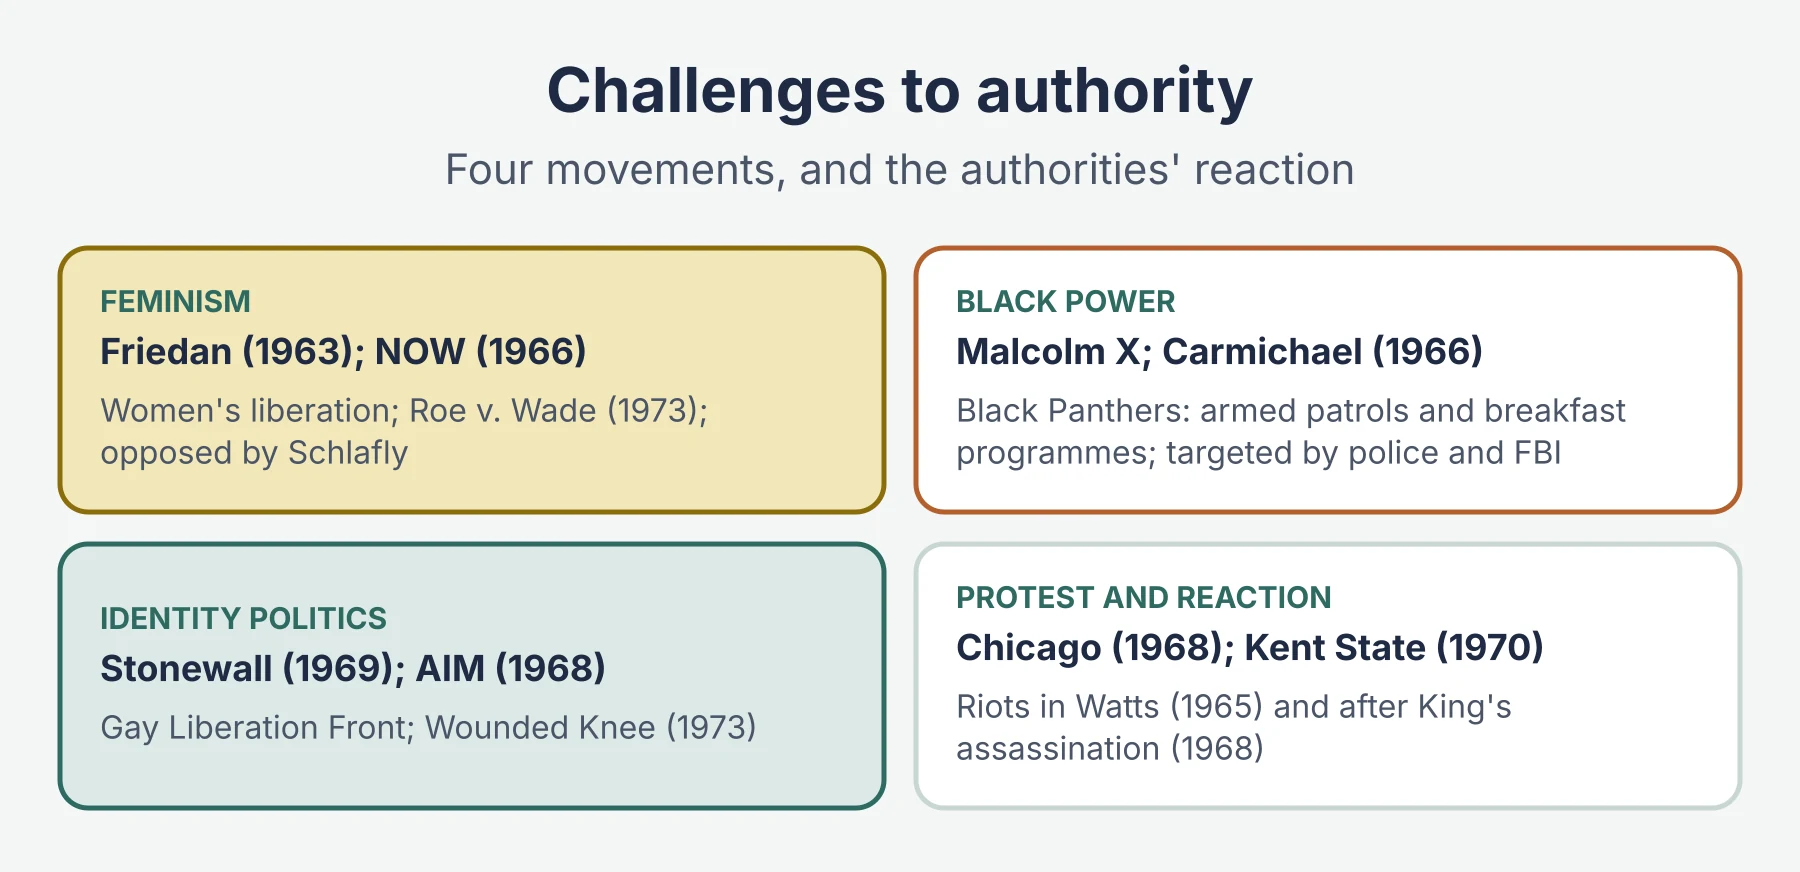 Challenges to authority
Four movements, and the authorities' reaction
FEMINISM
Friedan (1963); NOW (1966)
Women's liberation; Roe v. Wade (1973);
opposed by Schlafly
BLACK POWER
Malcolm X; Carmichael (1966)
Black Panthers: armed patrols and breakfast
programmes; targeted by police and FBI
IDENTITY POLITICS
Stonewall (1969); AIM (1968)
Gay Liberation Front; Wounded Knee (1973)
PROTEST AND REACTION
Chicago (1968); Kent State (1970)
Riots in Watts (1965) and after King's
assassination (1968)